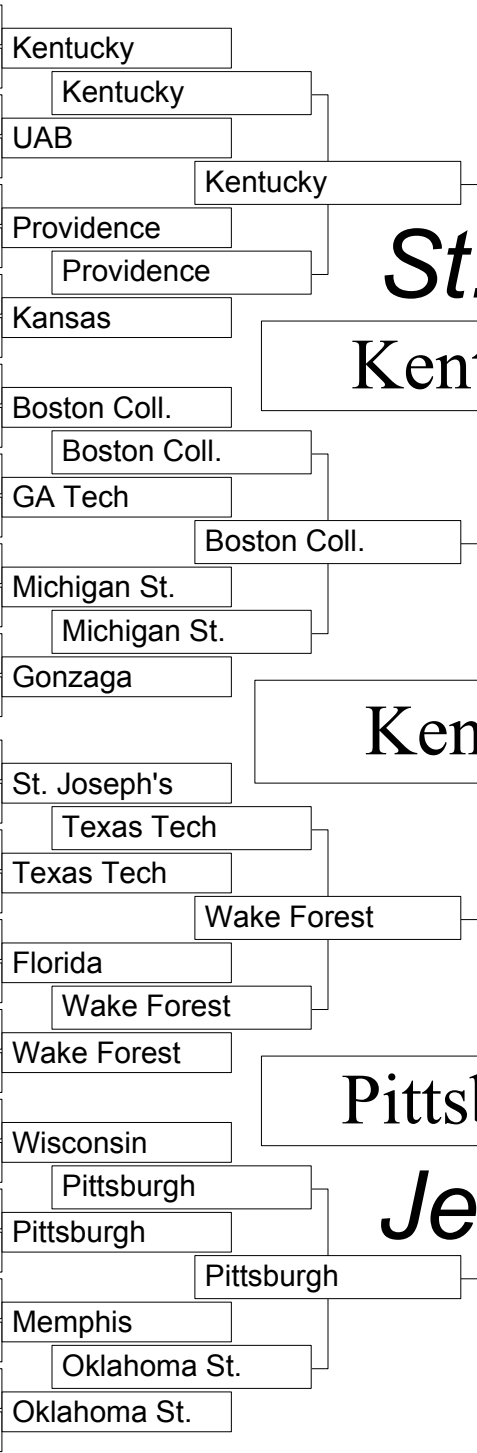 Kentucky
Kentucky
UAB
Kentucky
Providence
Providence
Kansas
Boston Coll.
Boston Coll.
GA Tech
Boston Coll.
Michigan St.
Michigan St.
Gonzaga
St. Joseph's
Texas Tech
Texas Tech
Wake Forest
Florida
Wake Forest
Wake Forest
Wisconsin
Pittsburgh
Pittsburgh
Pittsburgh
Memphis
Oklahoma St.
Oklahoma St.